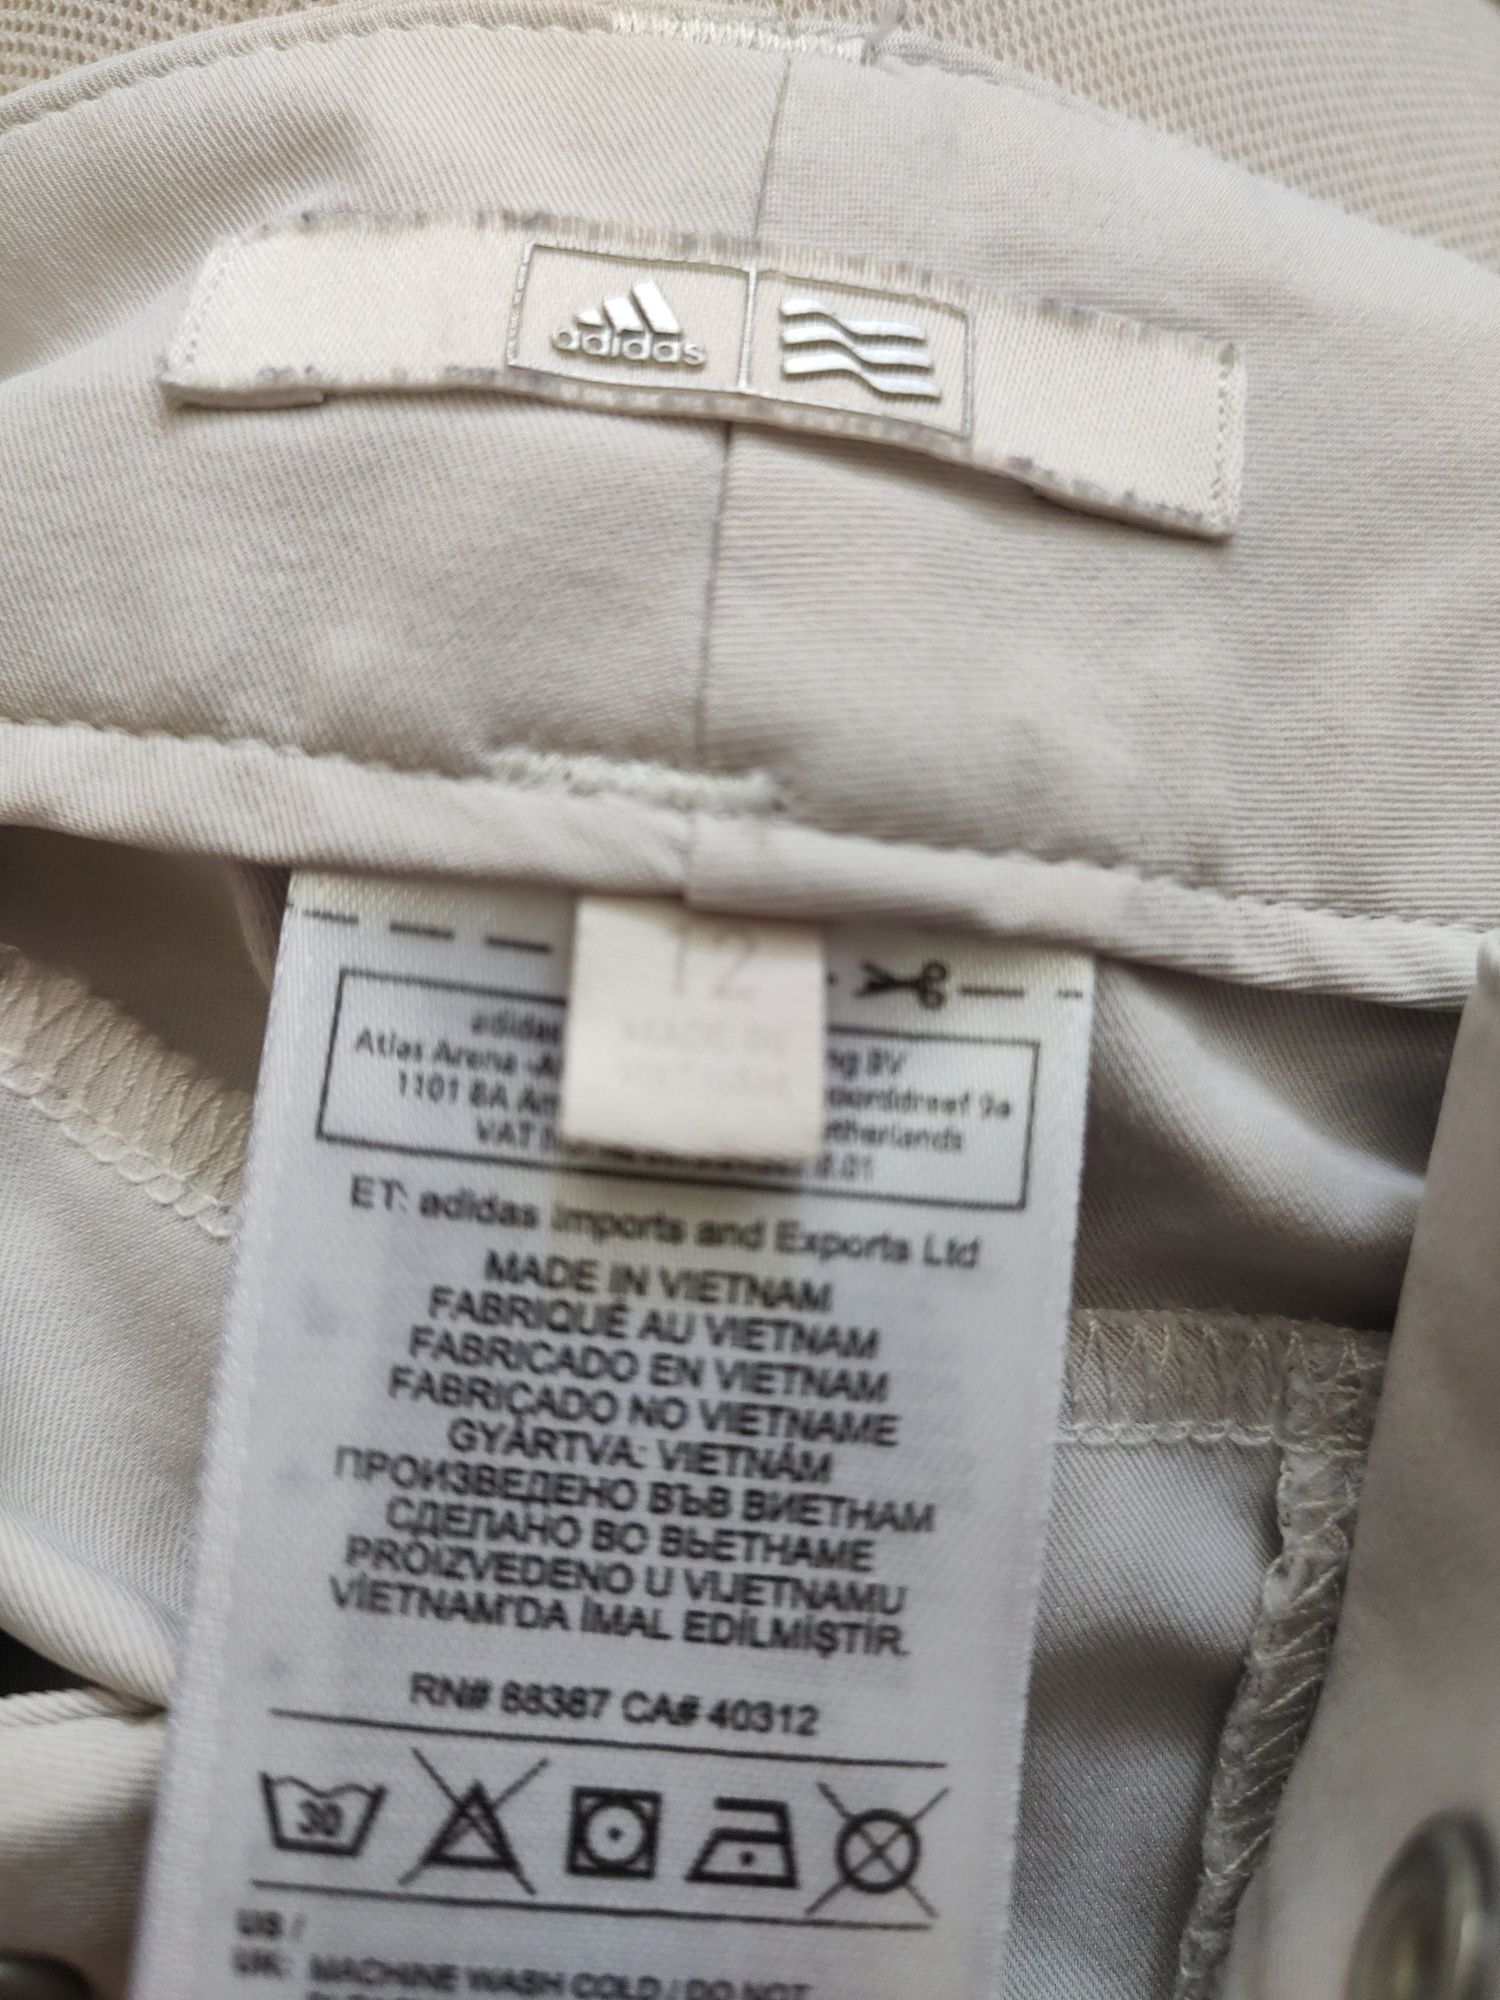 adidas
12
MADE IN
VIETNAM
adidas
Atlas Arena
1101 BA
VAT
ET: adidas Imports and Exports Ltd
MADE IN VIETNAM
FABRIQUÉ AU VIETNAM
FABRICADO EN VIETNAM
FABRICADO NO VIETNAME
GYÁRTVA: VIETNÁM
ПРОИЗВЕДЕНО ВЪВ ВИЕТНАМ
СДЕЛАНО ВО ВЬЕТНАМЕ
PROIZVEDENO U VIJETNAMU
VİETNAM'DA İMAL EDİLMİŞTİR.
RN# 88387 CA# 40312
30
US /
UK: MACHINE WASH COLD / DO NOT